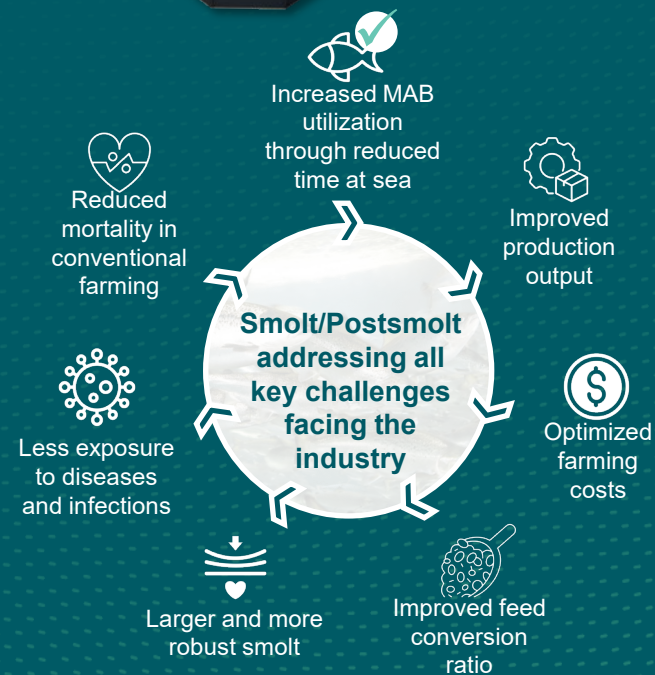 Increased MAB
utilization
through reduced
time at sea
Improved
production
output
Optimized
farming
costs
Improved feed
conversion
ratio
Larger and more
robust smolt
Less exposure
to diseases
and infections
Reduced
mortality in
conventional
farming
Smolt/Postsmolt
addressing all
key challenges
facing the
industry